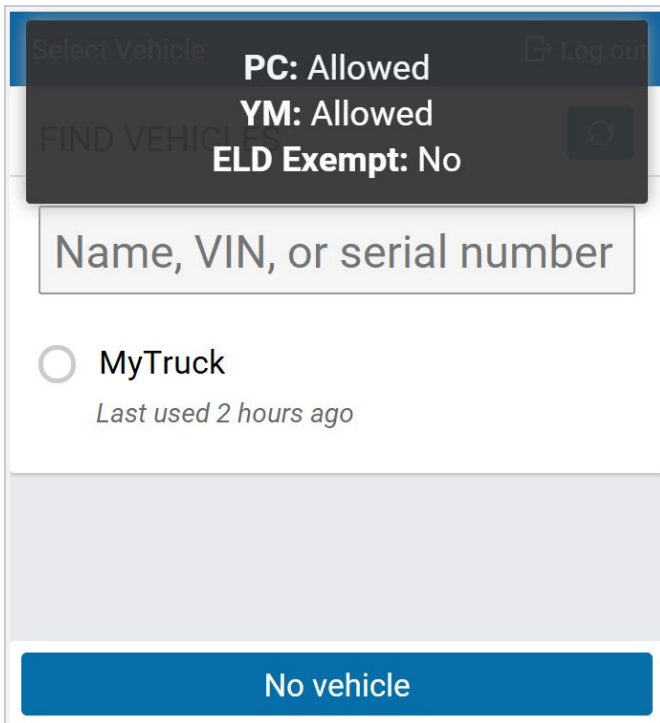 Select Vehicle
Log out
PC: Allowed
YM: Allowed
FIND VEHICLES
ELD Exempt: No
Name, VIN, or serial number
MyTruck
Last used 2 hours ago
No vehicle